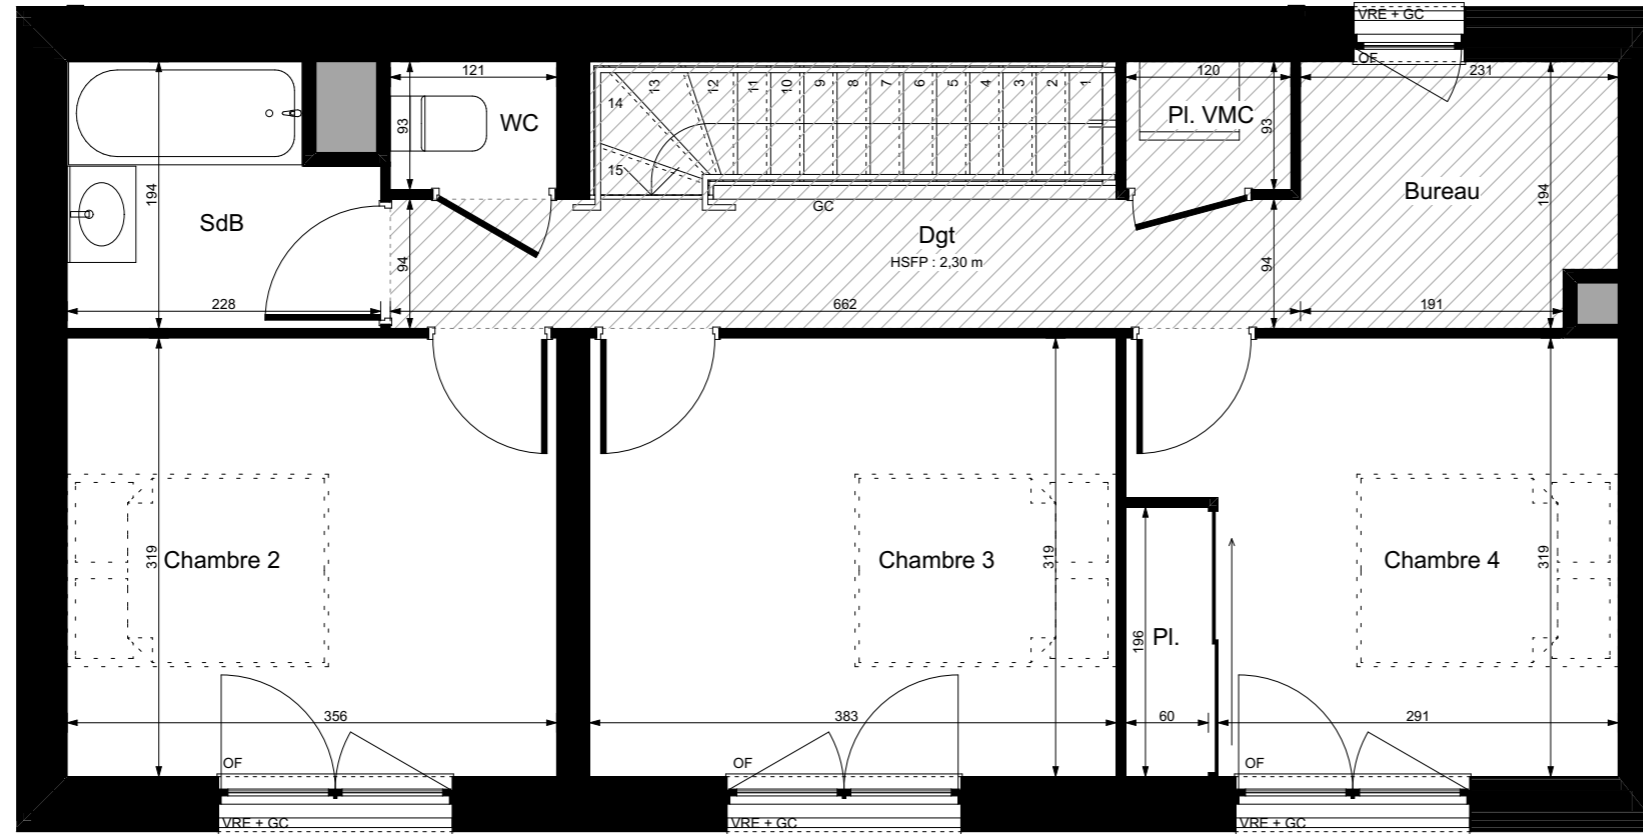 VRE + GC
OF
121
120
231
13
12
11
10
9
8
7
6
5
4
3
2
1
14
WC
93
Pl. VMC
93
15
194
SdB
Bureau
194
GC
Dgt
HSFP : 2,30 m
94
94
228
662
191
319
Chambre 2
Chambre 3
319
Chambre 4
319
196
Pl.
356
383
60
291
OF
OF
OF
VRE + GC
VRE + GC
VRE + GC